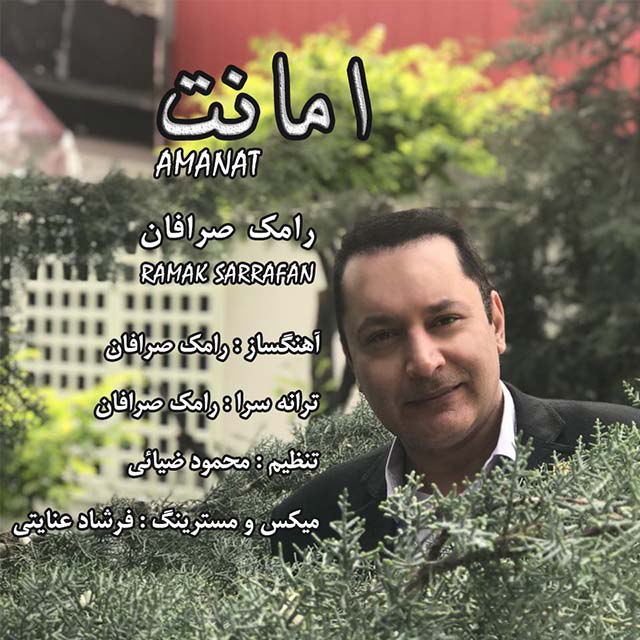 امانت
AMANAT
رامک صرافان
RAMAK SARRAFAN
آهنگساز : رامک صرافان
ترانه سرا : رامک صرافان
تنظیم : محمود ضیائی
میکس و مسترینگ : فرشاد عنایتی